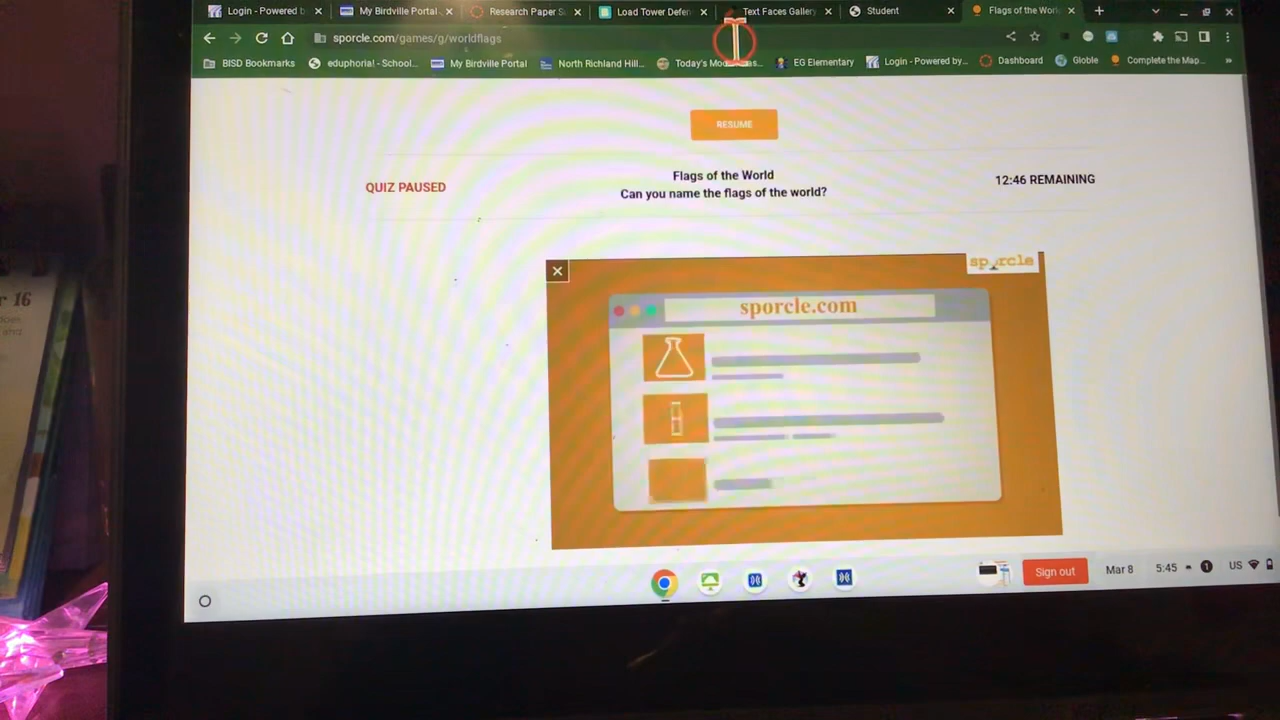 Login - Powered b
My Birdville Portal -
Research Paper S
Load Tower Defen
Text Faces Gallery
Student
Flags of the Worl
sporcle.com/games/g/worldflags
BISD Bookmarks
eduphoria! - School...
My Birdville Portal
North Richland Hill...
EG Elementary
Login - Powered by...
Dashboard
Globle
Complete the Map...
»
RESUME
QUIZ PAUSED
Flags of the World
Can you name the flags of the world?
12:46 REMAINING
sporcle
sporcle.com
r 16
Sign out
Mar 8
5:45
1
US